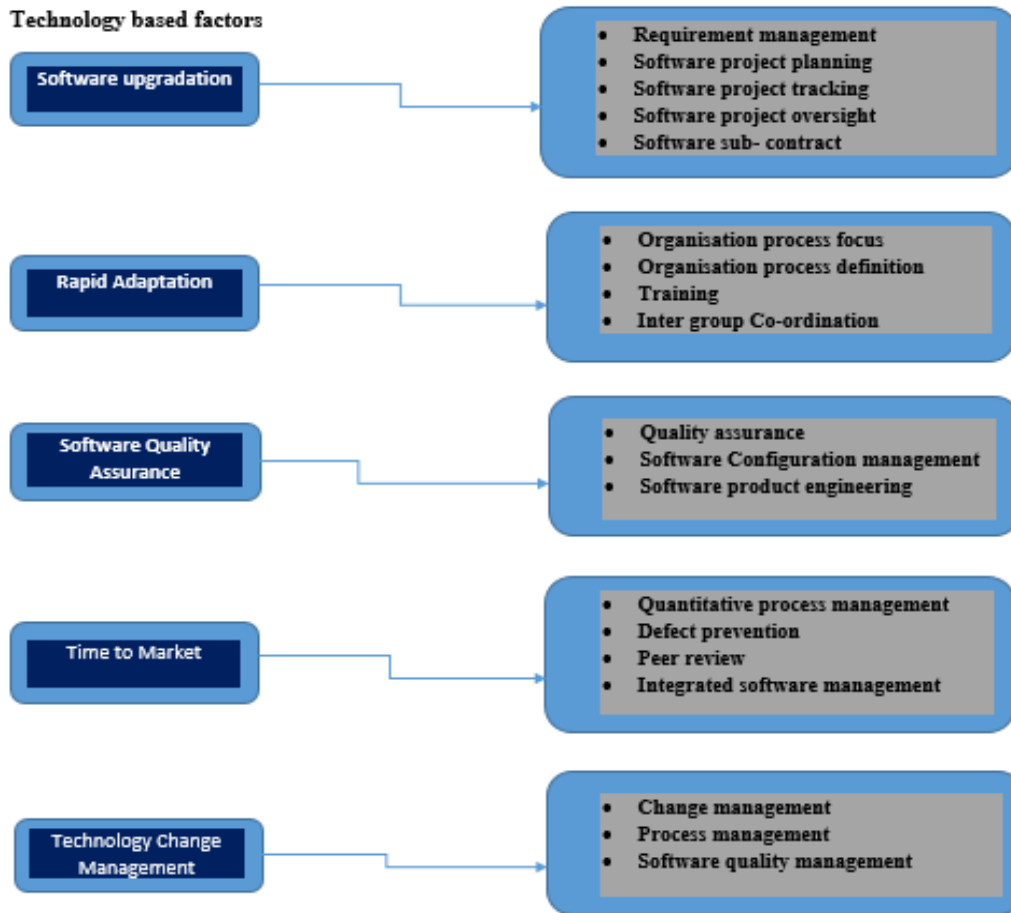 Technology based factors
Software upgradation
• Requirement management
• Software project planning
• Software project tracking
• Software project oversight
• Software sub- contract
Rapid Adaptation
• Organisation process focus
• Organisation process definition
• Training
• Inter group Co-ordination
Software Quality
Assurance
• Quality assurance
• Software Configuration management
• Software product engineering
Time to Market
• Quantitative process management
• Defect prevention
• Peer review
• Integrated software management
Technology Change
Management
• Change management
• Process management
• Software quality management